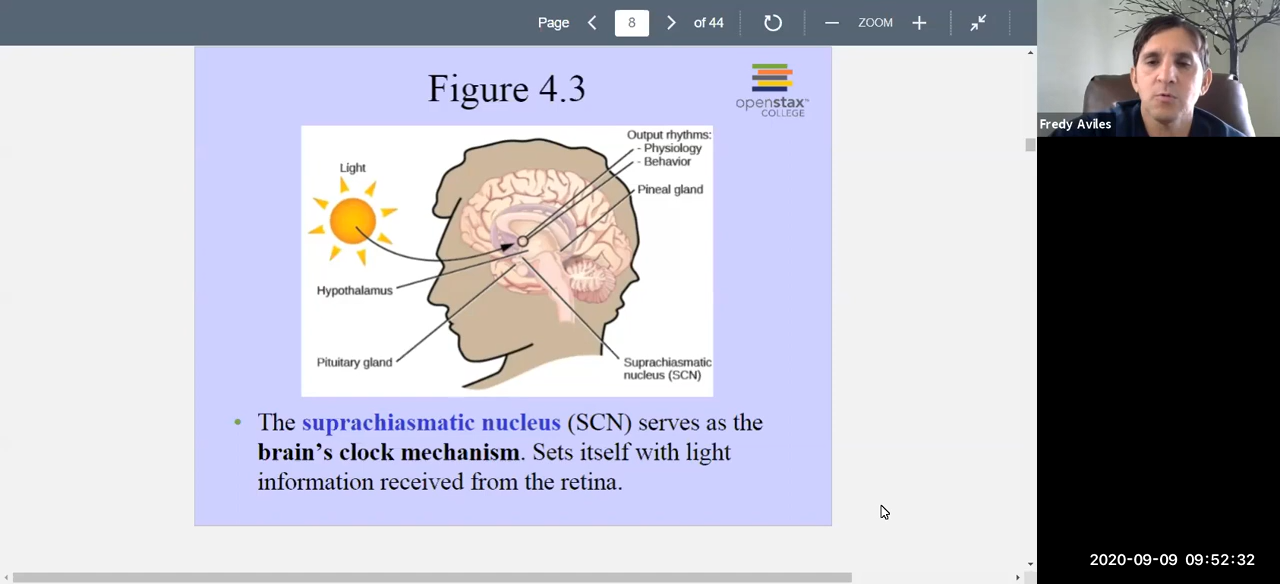 Page 8 of 44 ZOOM
Figure 4.3
openstax™
COLLEGE
Output rhythms:
- Physiology
- Behavior
Light
Pineal gland
Hypothalamus
Pituitary gland
Suprachiasmatic
nucleus (SCN)
• The suprachiasmatic nucleus (SCN) serves as the
brain’s clock mechanism. Sets itself with light
information received from the retina.
Fredy Aviles
2020-09-09 09:52:32